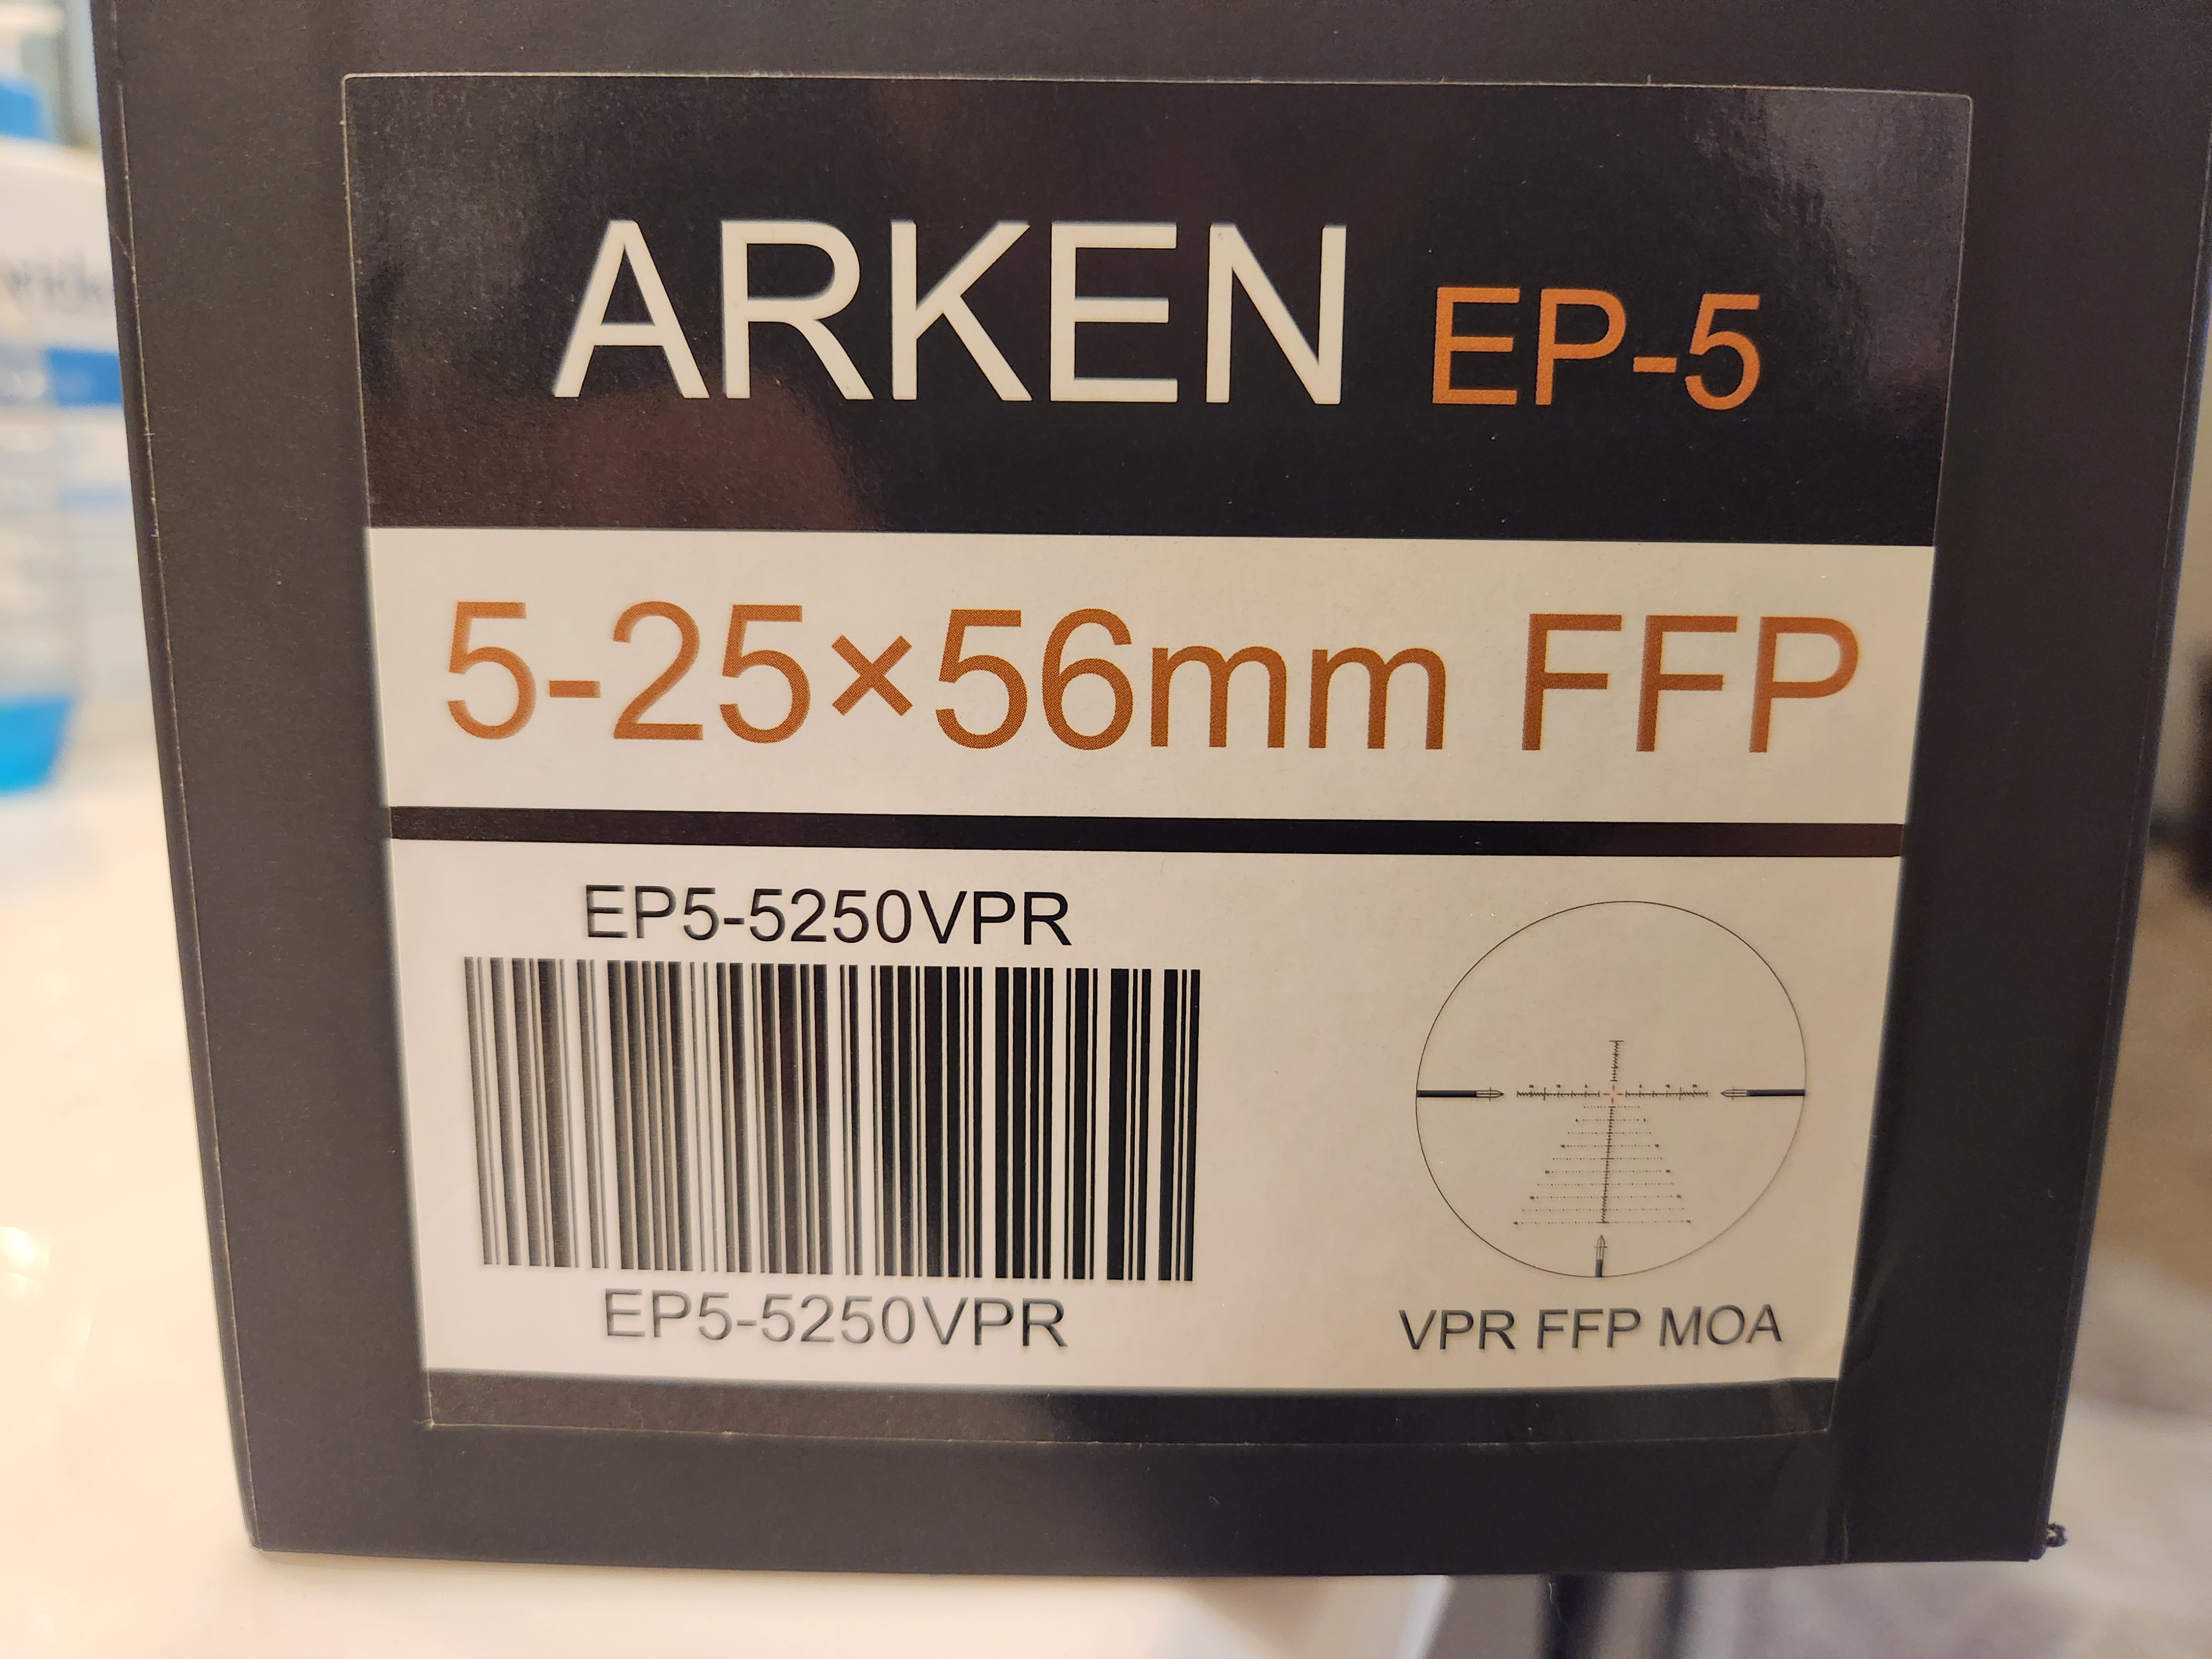 ARKEN EP-5
5-25×56mm FFP
EP5-5250VPR
EP5-5250VPR
VPR FFP MOA